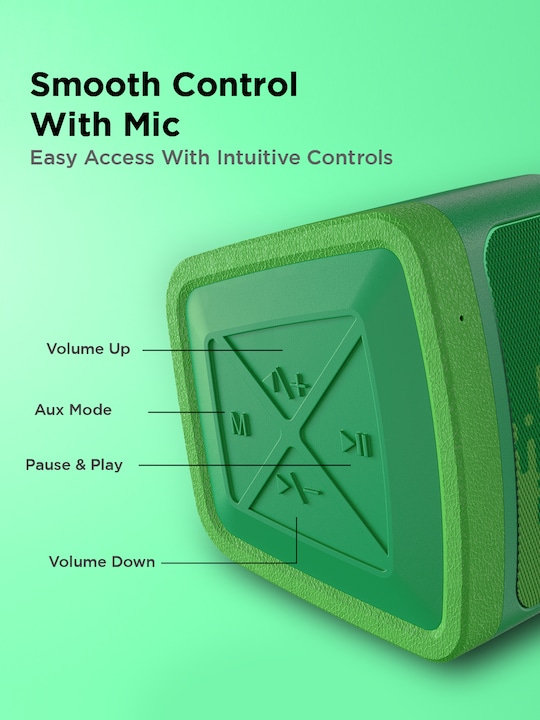 Smooth Control
With Mic
Easy Access With Intuitive Controls
Volume Up
Aux Mode
M
Pause & Play
Volume Down